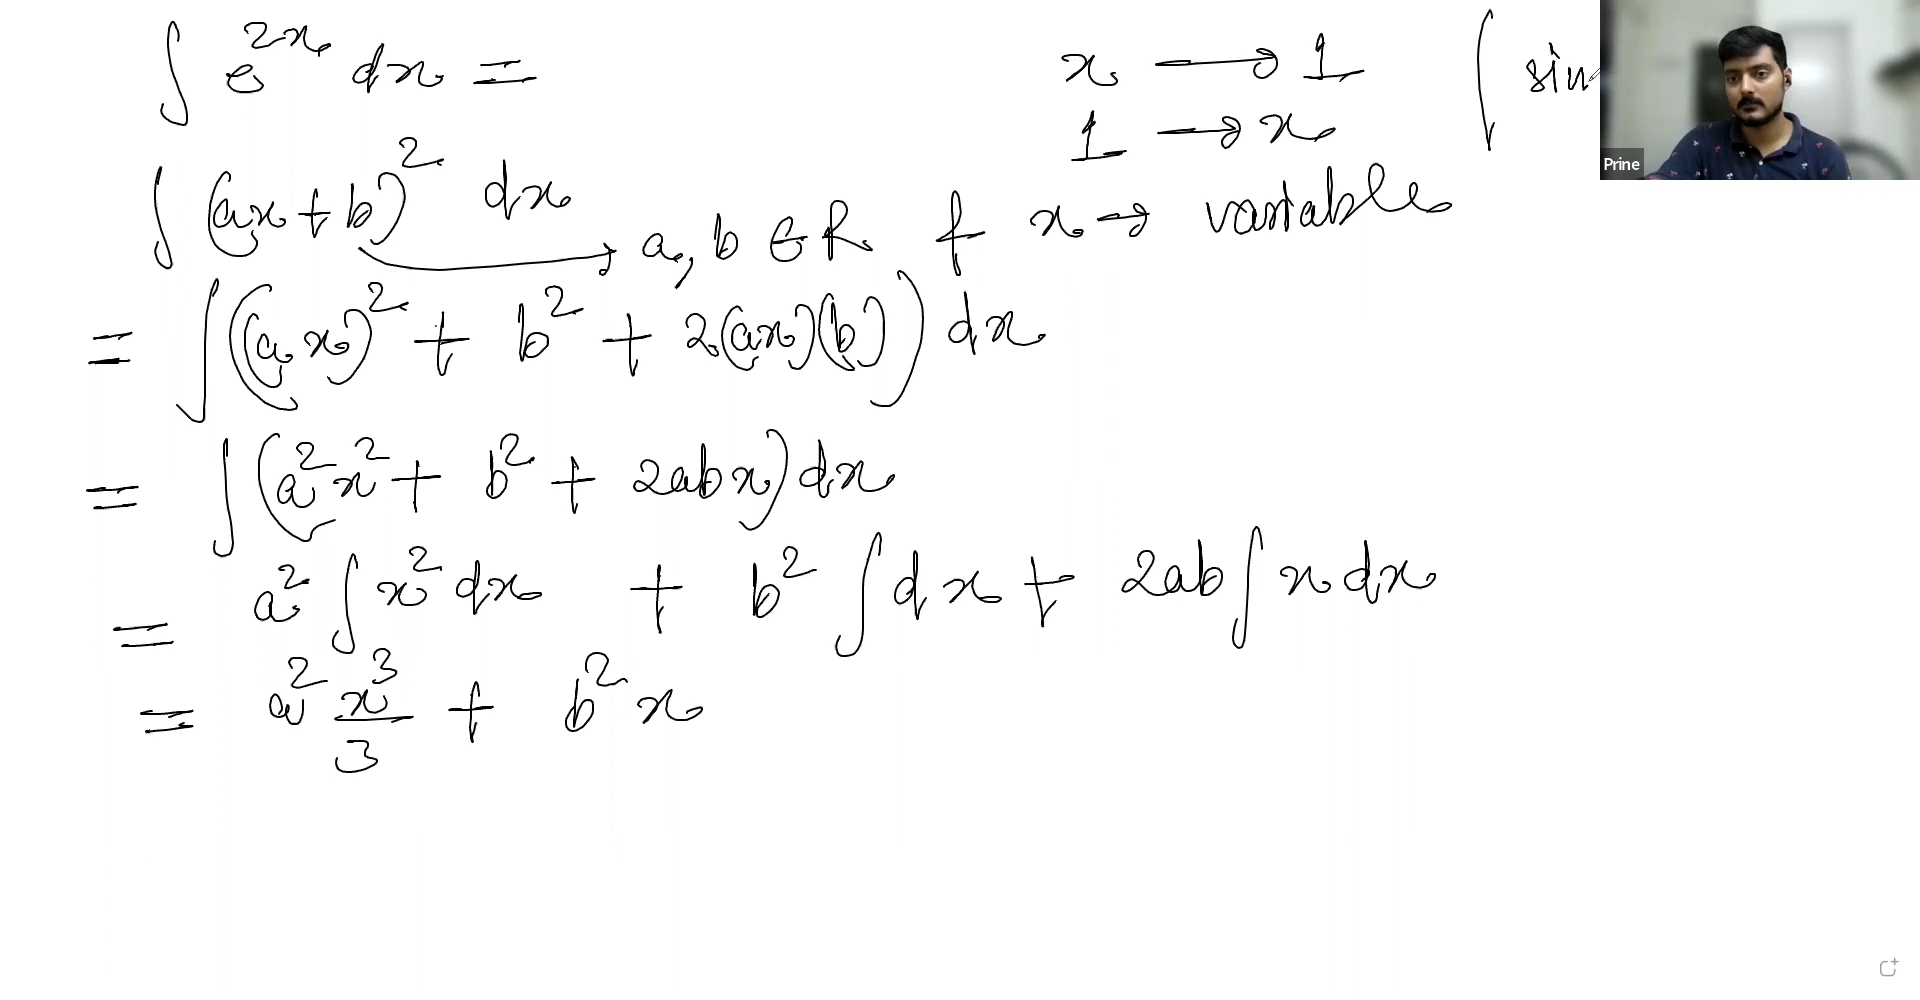 ∫ e^{2x} dx =
x → 1
1 → x
∫ sin
Prine
∫ (ax+b)^2 dx → a, b ∈ R & x → variable
= ∫ ((ax)^2 + b^2 + 2(ax)(b)) dx
= ∫ (a^2x^2 + b^2 + 2abx) dx
= a^2 ∫ x^2 dx + b^2 ∫ dx + 2ab ∫ x dx
= a^2 x^3/3 + b^2 x